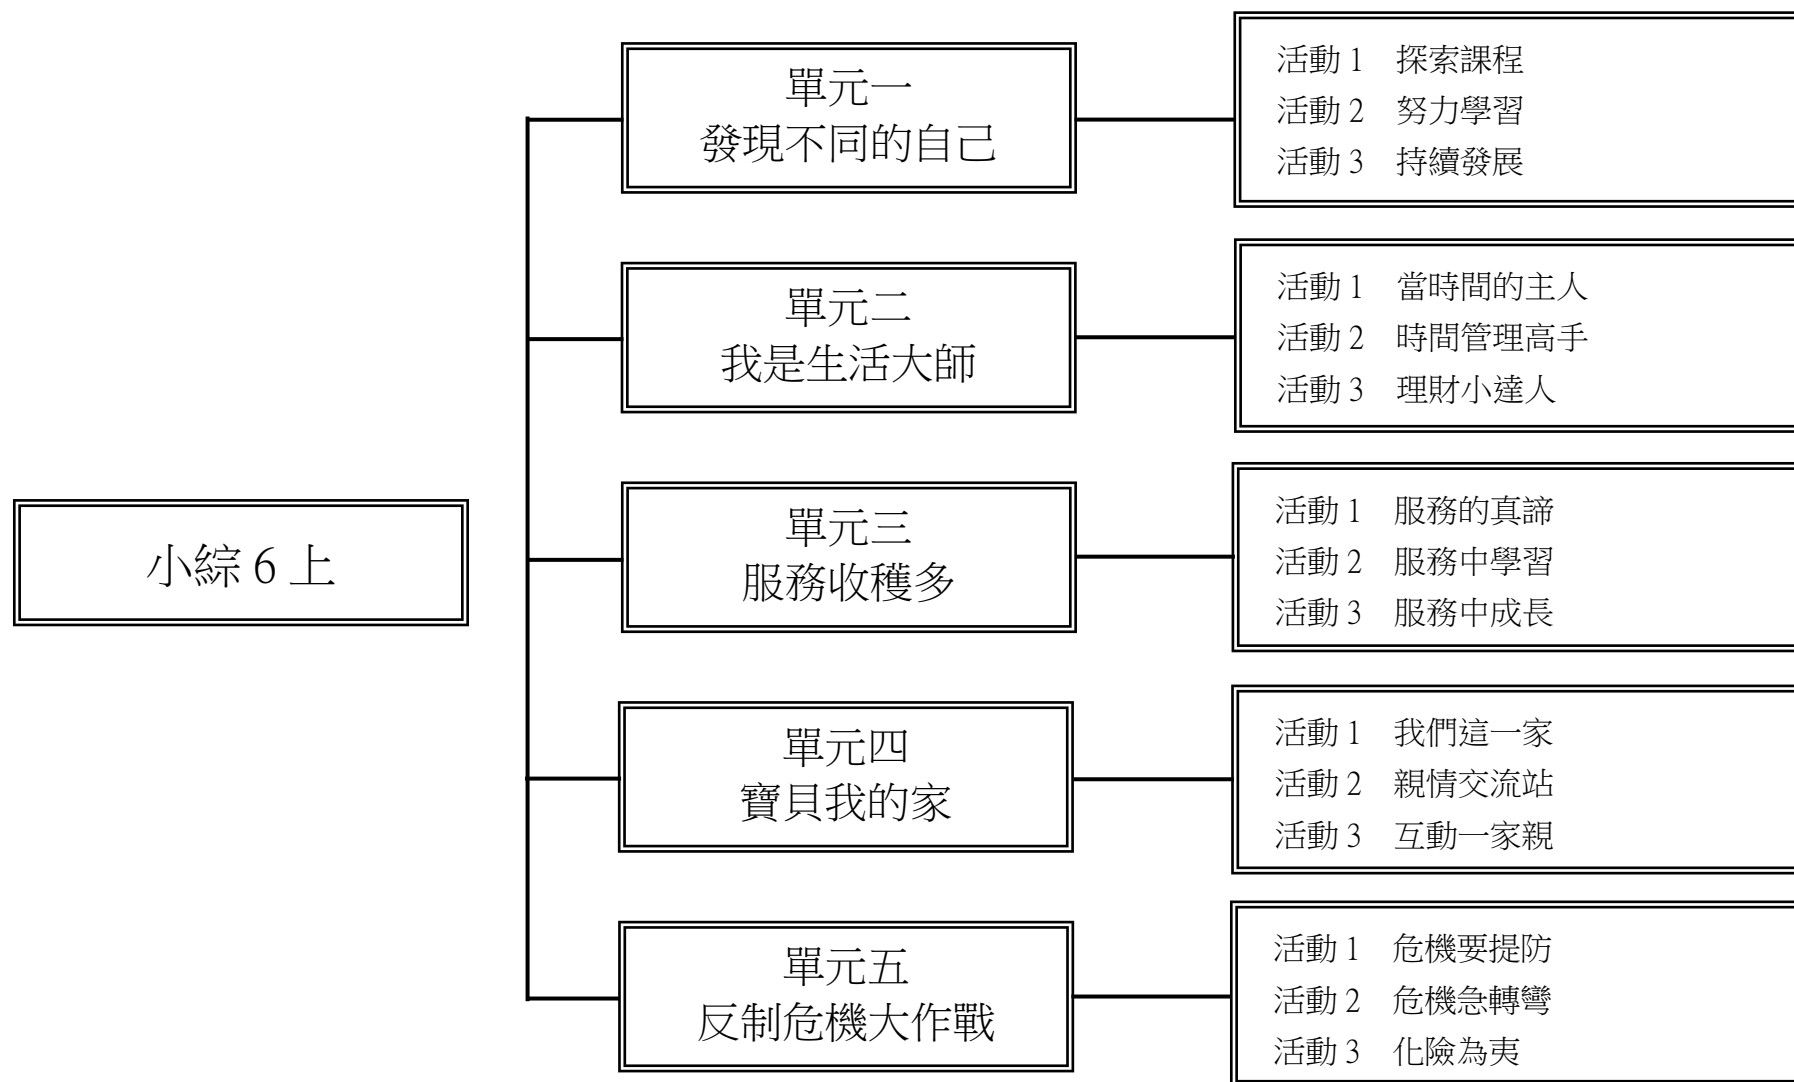 小綜 6 上
單元一
發現不同的自己
活動 1　探索課程
活動 2　努力學習
活動 3　持續發展
單元二
我是生活大師
活動 1　當時間的主人
活動 2　時間管理高手
活動 3　理財小達人
單元三
服務收穫多
活動 1　服務的真諦
活動 2　服務中學習
活動 3　服務中成長
單元四
寶貝我的家
活動 1　我們這一家
活動 2　親情交流站
活動 3　互動一家親
單元五
反制危機大作戰
活動 1　危機要提防
活動 2　危機急轉彎
活動 3　化險為夷